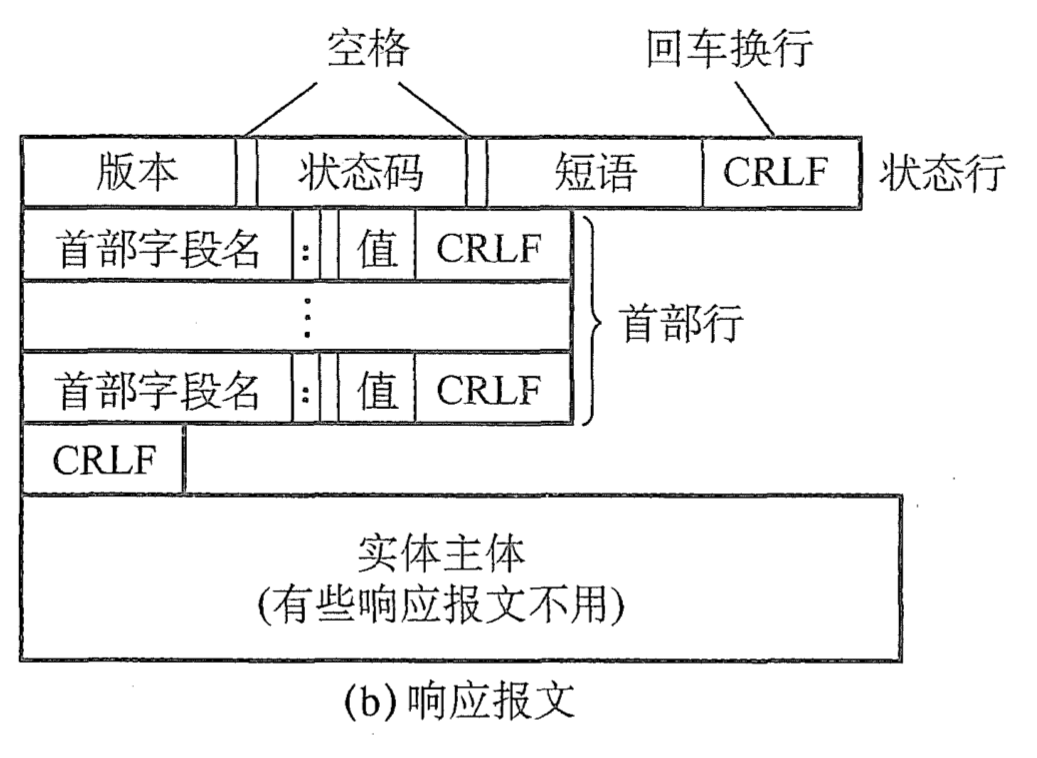 空格 回车换行
版本 状态码 短语 CRLF 状态行
首部字段名 : 值 CRLF
⋮ 首部行
首部字段名 : 值 CRLF
CRLF
实体主体
(有些响应报文不用)
(b) 响应报文